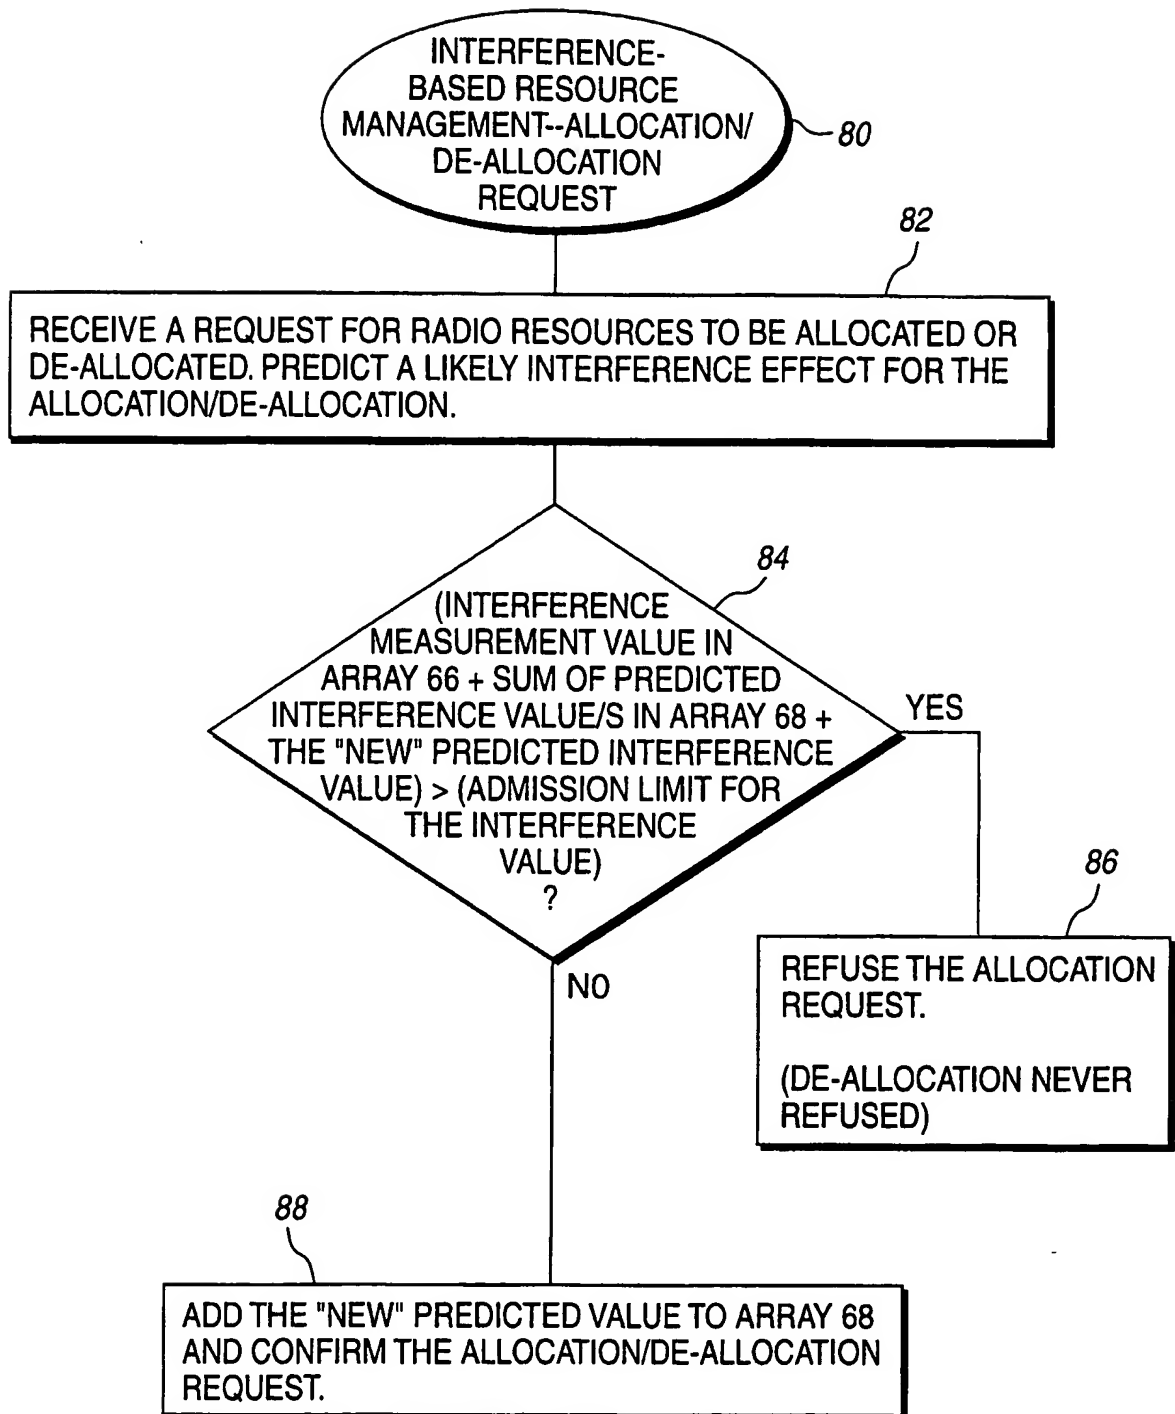 INTERFERENCE-
BASED RESOURCE
MANAGEMENT--ALLOCATION/
DE-ALLOCATION
REQUEST
80
82
RECEIVE A REQUEST FOR RADIO RESOURCES TO BE ALLOCATED OR
DE-ALLOCATED. PREDICT A LIKELY INTERFERENCE EFFECT FOR THE
ALLOCATION/DE-ALLOCATION.
84
(INTERFERENCE
MEASUREMENT VALUE IN
ARRAY 66 + SUM OF PREDICTED
INTERFERENCE VALUE/S IN ARRAY 68 +
THE "NEW" PREDICTED INTERFERENCE
VALUE) > (ADMISSION LIMIT FOR
THE INTERFERENCE
VALUE)
?
YES
86
REFUSE THE ALLOCATION
REQUEST.
(DE-ALLOCATION NEVER
REFUSED)
NO
88
ADD THE "NEW" PREDICTED VALUE TO ARRAY 68
AND CONFIRM THE ALLOCATION/DE-ALLOCATION
REQUEST.